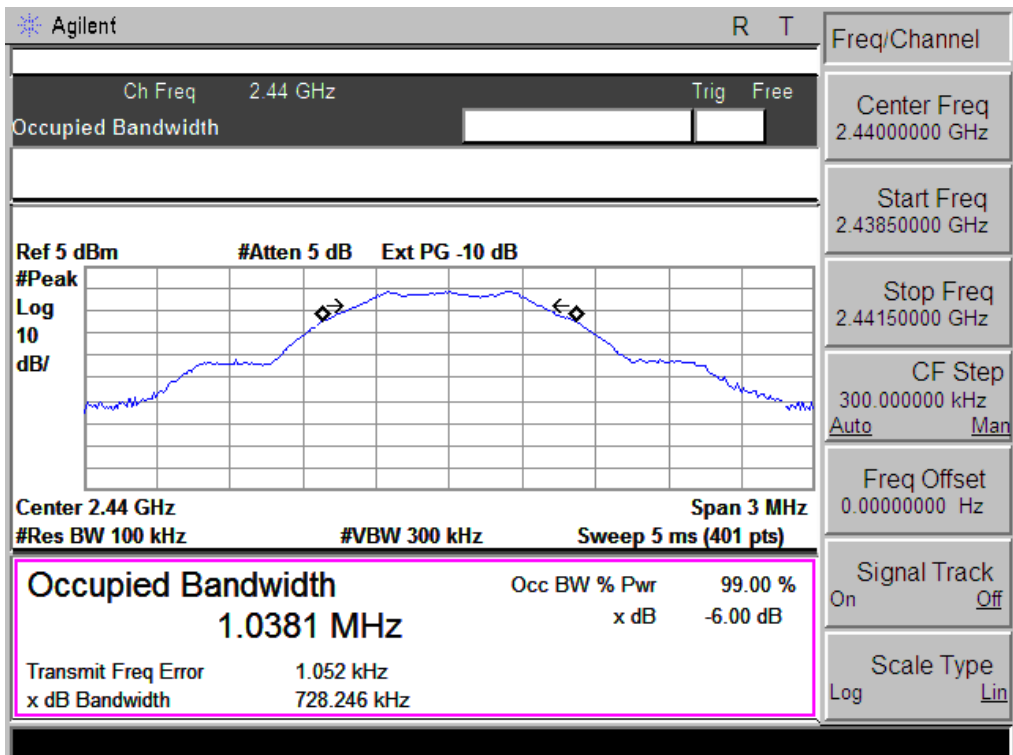 Agilent R T
Ch Freq 2.44 GHz Trig Free
Occupied Bandwidth
Ref 5 dBm #Atten 5 dB Ext PG -10 dB
#Peak
Log
10
dB/
Center 2.44 GHz Span 3 MHz
#Res BW 100 kHz #VBW 300 kHz Sweep 5 ms (401 pts)
Occupied Bandwidth Occ BW % Pwr 99.00 %
1.0381 MHz x dB -6.00 dB
Transmit Freq Error 1.052 kHz
x dB Bandwidth 728.246 kHz
Freq/Channel
Center Freq
2.44000000 GHz
Start Freq
2.43850000 GHz
Stop Freq
2.44150000 GHz
CF Step
300.000000 kHz
Auto Man
Freq Offset
0.00000000 Hz
Signal Track
On Off
Scale Type
Log Lin